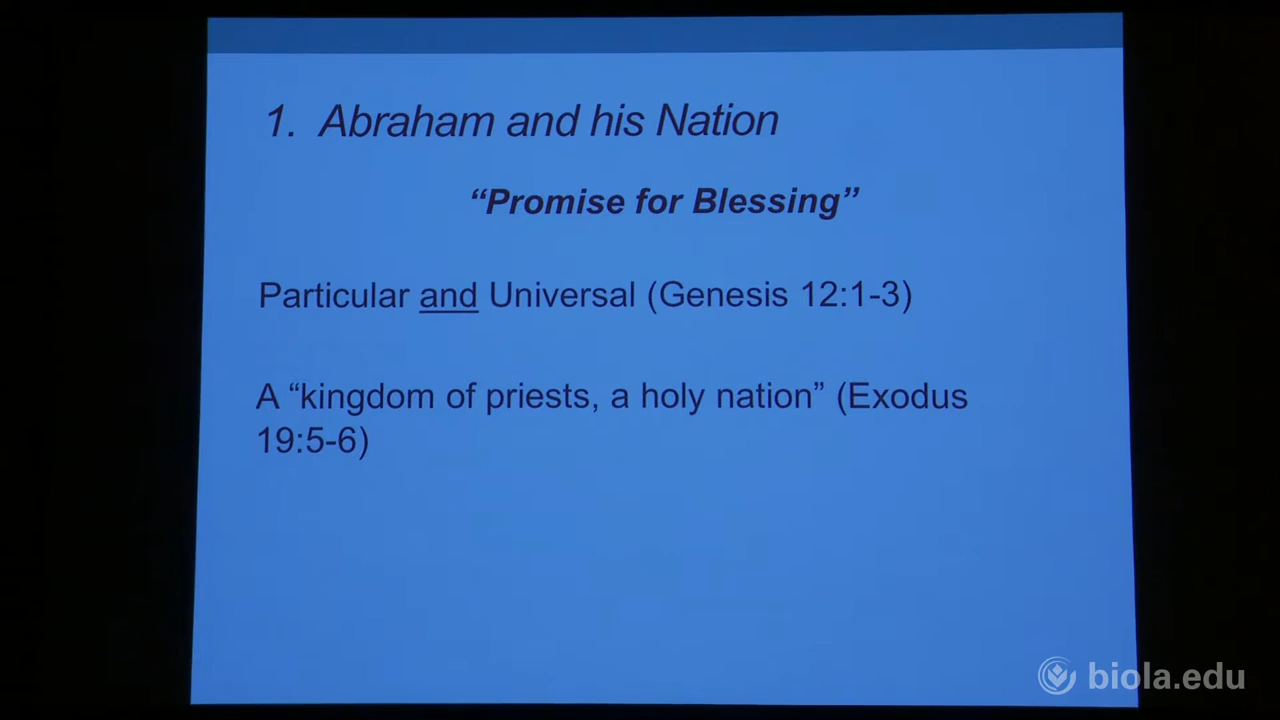 1. Abraham and his Nation
“Promise for Blessing”
Particular and Universal (Genesis 12:1-3)
A “kingdom of priests, a holy nation” (Exodus
19:5-6)
biola.edu